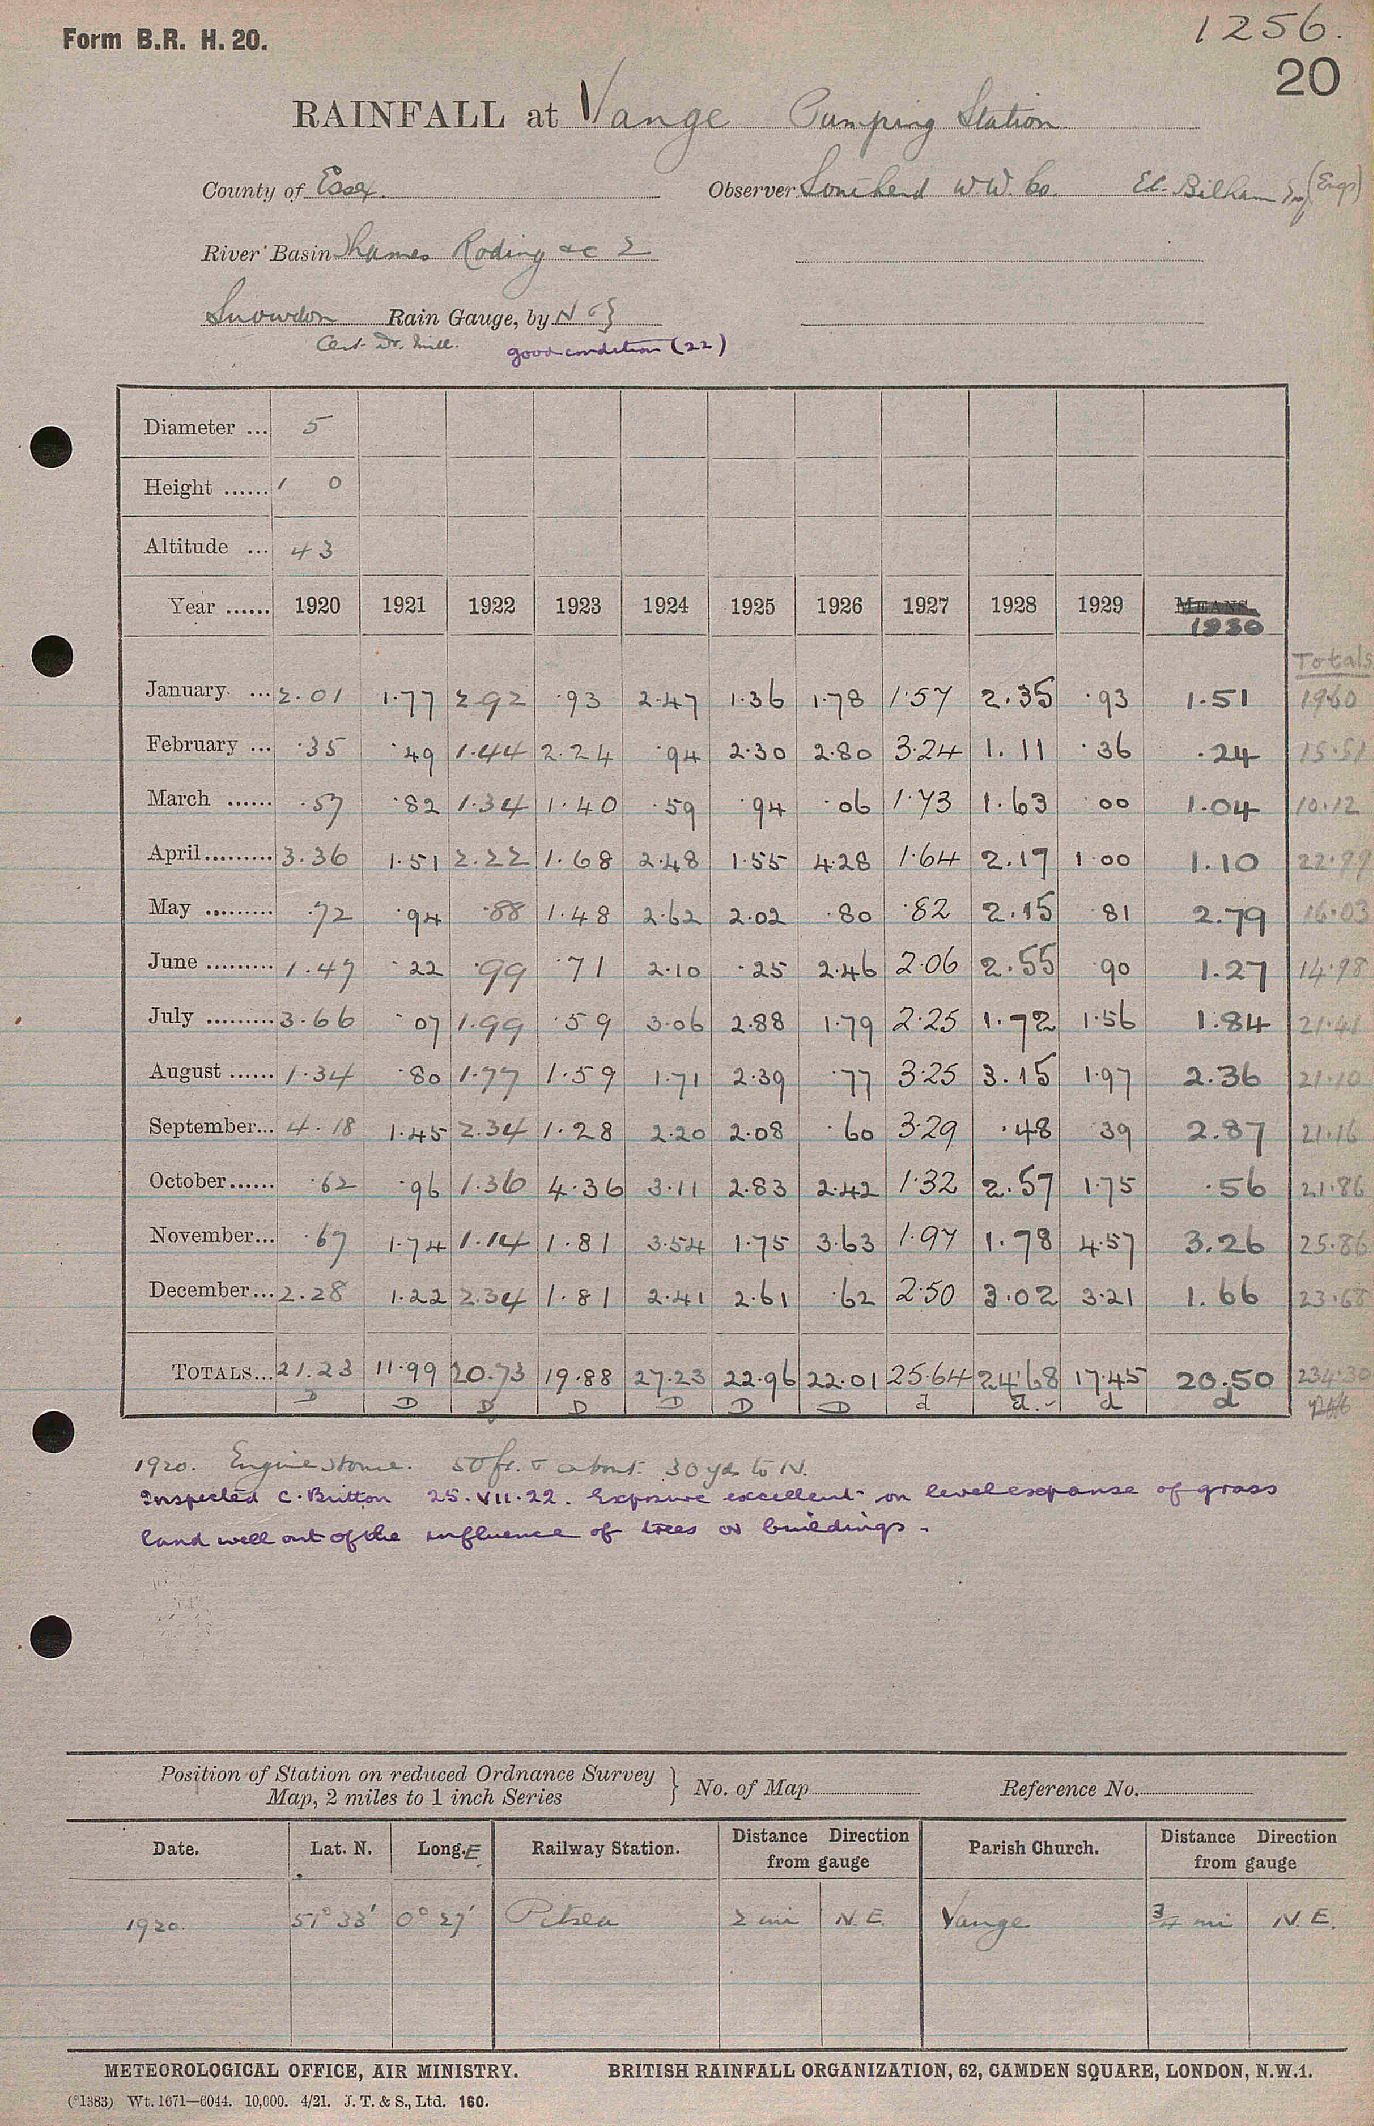 Form B.R. H. 20.
1256.
20
RAINFALL at Vange Pumping Station
County of Essex. Observer Southend W.W. Co. El. Bilham Esq (Engr)
River Basin Thames Roding &c Σ
Snowdon Rain Gauge, by N & Z
Cert. Dr. Mill. good condition (22)
Diameter ... 5
Height ...... 1 0
Altitude ... 43
Year ...... 1920 1921 1922 1923 1924 1925 1926 1927 1928 1929 MEANS. 1930
Totals
January ... 2.01 1.77 2.92 .93 2.47 1.36 1.78 1.57 2.35 .93 1.51 19.60
February ... .35 .49 1.44 2.24 .94 2.30 2.80 3.24 1.11 .36 .24 15.51
March ...... .57 .82 1.34 1.40 .59 .94 .06 1.73 1.63 .00 1.04 10.12
April ......... 3.36 1.51 2.22 1.68 2.48 1.55 4.28 1.64 2.17 1.00 1.10 22.99
May ......... .72 .94 .88 1.48 2.62 2.02 .80 .82 2.15 .81 2.79 16.03
June ......... 1.47 .22 .99 .71 2.10 .25 2.46 2.06 2.55 .90 1.27 14.98
July ......... 3.66 .07 1.99 .59 3.06 2.88 1.79 2.25 1.72 1.56 1.84 21.41
August ...... 1.34 .80 1.77 1.59 1.71 2.39 .77 3.25 3.15 1.97 2.36 21.10
September... 4.18 1.45 2.34 1.28 2.20 2.08 .60 3.29 .48 .39 2.87 21.16
October...... .62 .96 1.36 4.36 3.11 2.83 2.42 1.32 2.57 1.75 .56 21.86
November... .67 1.74 1.14 1.81 3.54 1.75 3.63 1.97 1.78 4.57 3.26 25.86
December... 2.28 1.22 2.34 1.81 2.41 2.61 .62 2.50 3.02 3.21 1.66 23.68
TOTALS... 21.23 11.99 20.73 19.88 27.23 22.96 22.01 25.64 24.68 17.45 20.50 234.30
D D D D D D D d d. d d
1920. Engine House. 50 ft. about 30 yds to N.
Inspected C. Britton 25.VII.22. Exposure excellent on level expanse of grass
land well out of the influence of trees or buildings.
Position of Station on reduced Ordnance Survey
Map, 2 miles to 1 inch Series } No. of Map Reference No.
Date. Lat. N. Long. E. Railway Station. Distance Direction from gauge Parish Church. Distance Direction from gauge
1920. 51° 33' 0° 27' Pitsea 2 mi N.E. Vange 3/4 mi N.E.
METEOROLOGICAL OFFICE, AIR MINISTRY. BRITISH RAINFALL ORGANIZATION, 62, CAMDEN SQUARE, LONDON, N.W.1.
(*1383) Wt. 1671—6044. 10,000. 4/21. J. T. & S., Ltd. 160.